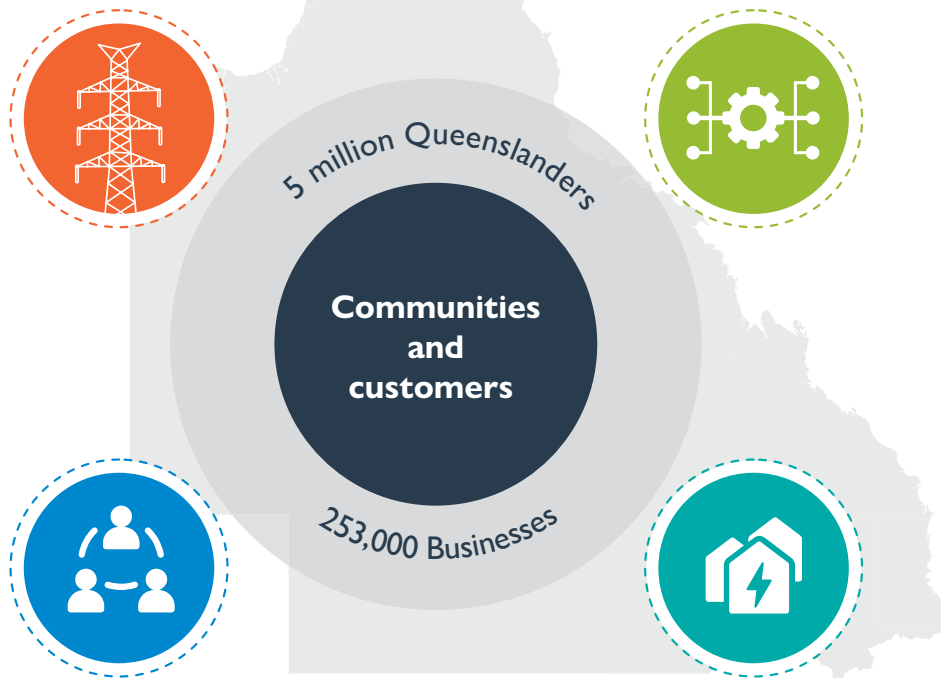 5 million Queenslanders
Communities
and
customers
253,000 Businesses